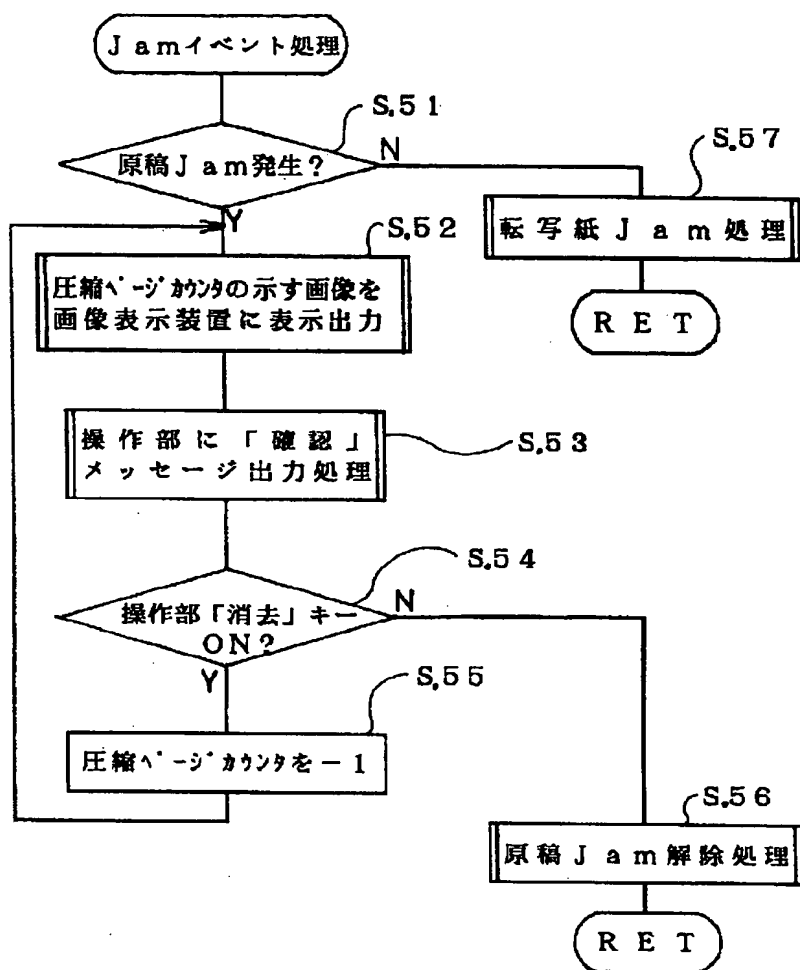 Ｊａｍイベント処理
S.51
原稿Ｊａｍ発生？
N
S.57
転写紙Ｊａｍ処理
ＲＥＴ
Y
S.52
圧縮ﾍﾟｰｼﾞｶｳﾝﾀの示す画像を
画像表示装置に表示出力
操作部に「確認」
メッセージ出力処理
S.53
S.54
操作部「消去」キー
ON？
N
Y
S.55
圧縮ﾍﾟｰｼﾞｶｳﾝﾀを－１
S.56
原稿Ｊａｍ解除処理
ＲＥＴ